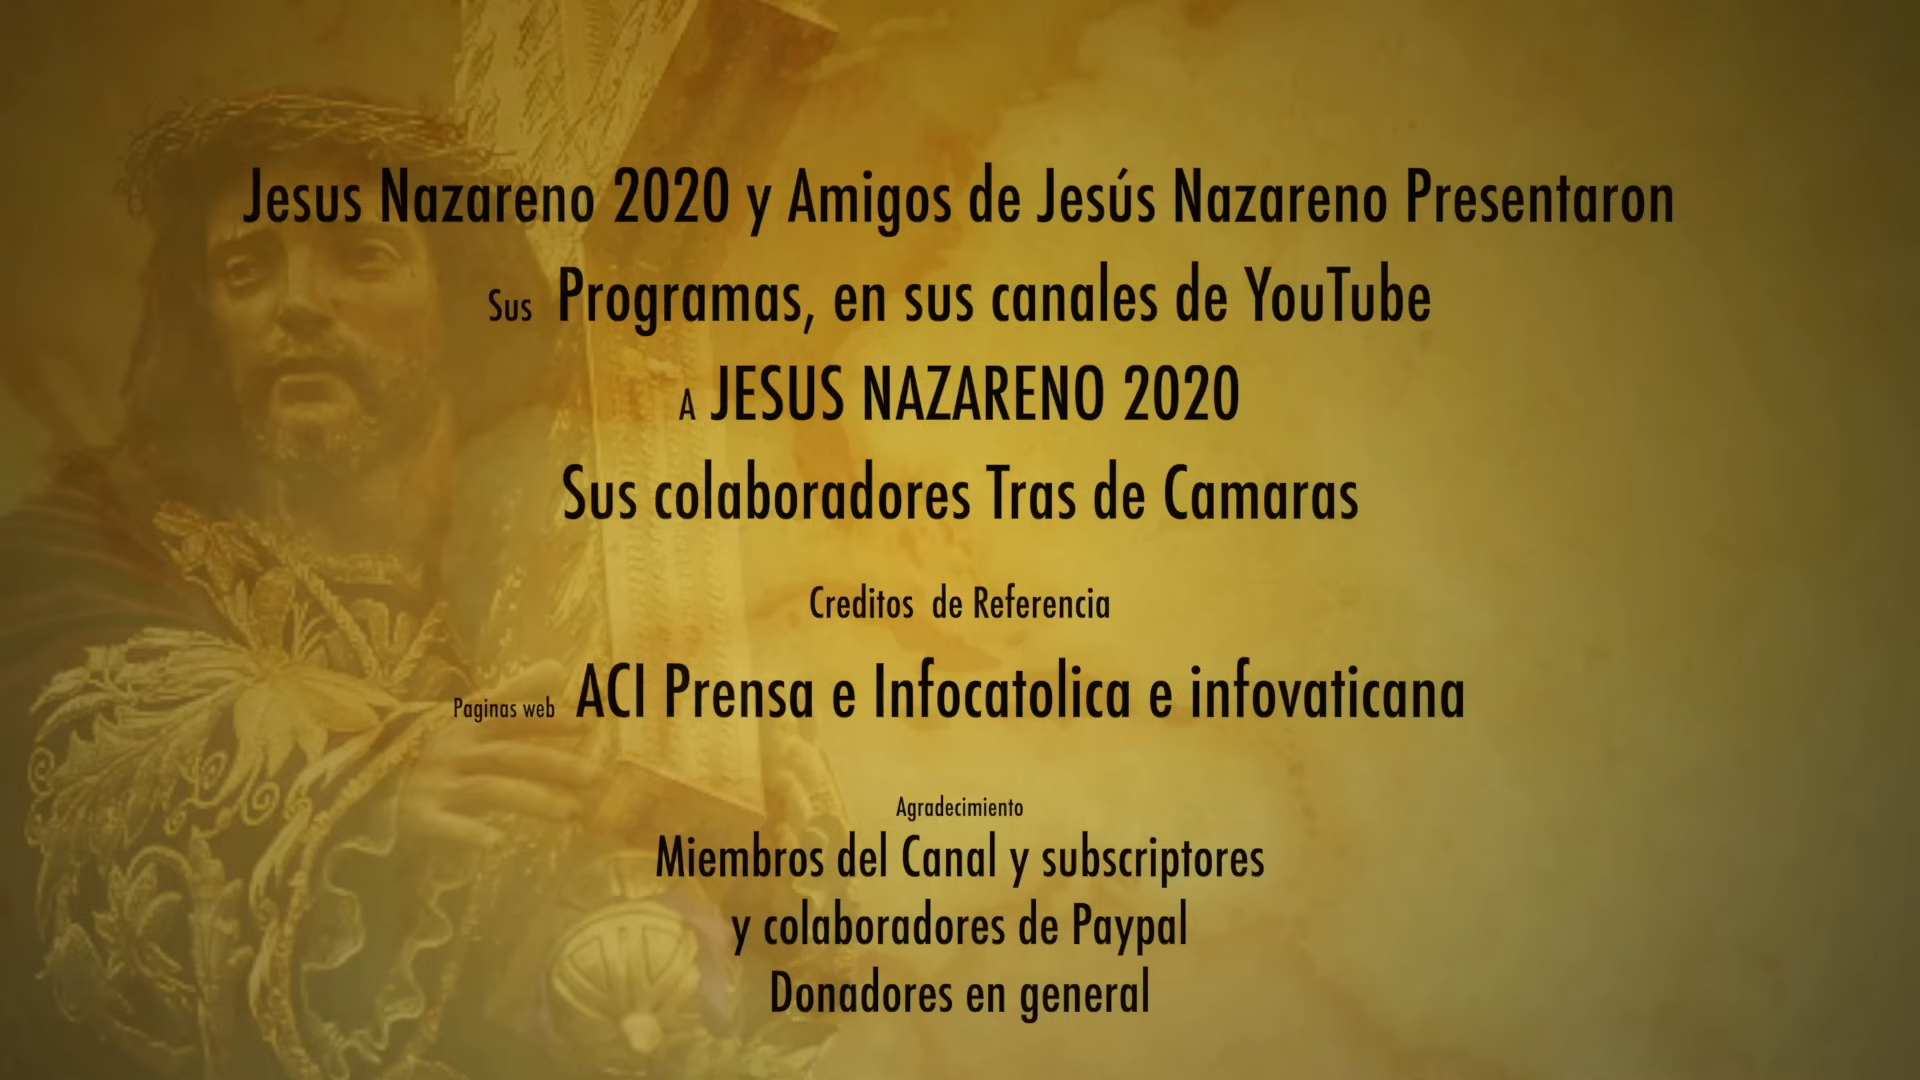 Jesus Nazareno 2020 y Amigos de Jesús Nazareno Presentaron
Sus Programas, en sus canales de YouTube
A JESUS NAZARENO 2020
Sus colaboradores Tras de Camaras
Creditos de Referencia
Paginas web ACI Prensa e Infocatolica e infovaticana
Agradecimiento
Miembros del Canal y subscriptores
y colaboradores de Paypal
Donadores en general